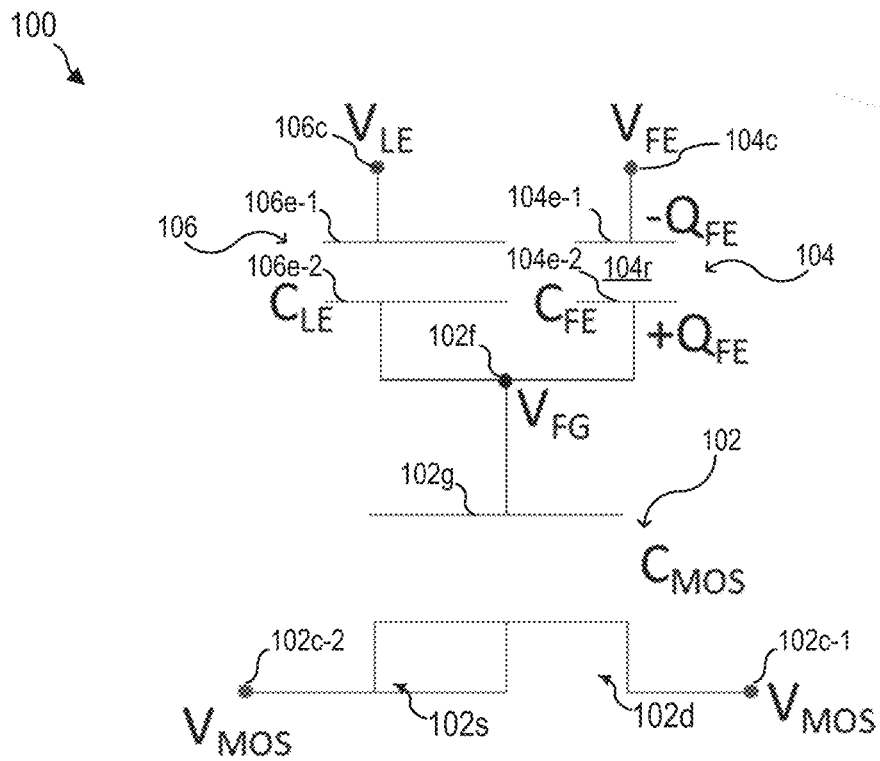 100
V_LE
V_FE
106c
104c
106e-1
104e-1
-Q_FE
106
104r
104
106e-2
104e-2
C_LE
C_FE
+Q_FE
102f
V_FG
102g
102
C_MOS
102c-2
102c-1
102s
102d
V_MOS
V_MOS